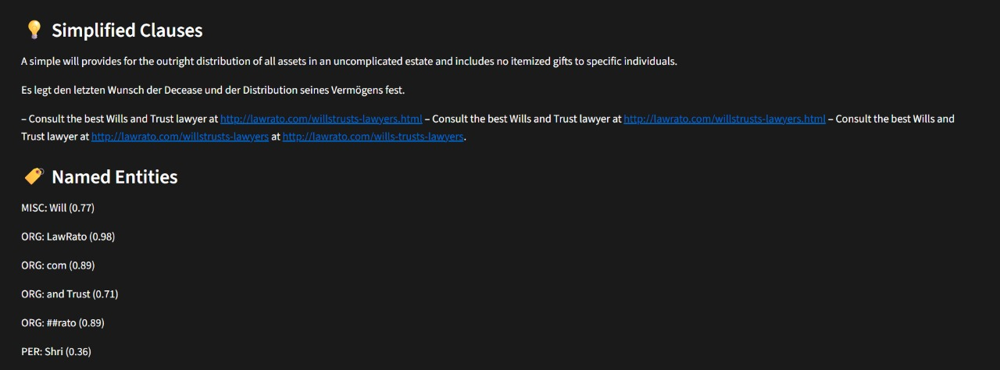 💡 Simplified Clauses
A simple will provides for the outright distribution of all assets in an uncomplicated estate and includes no itemized gifts to specific individuals.
Es legt den letzten Wunsch der Decease und der Distribution seines Vermögens fest.
– Consult the best Wills and Trust lawyer at http://lawrato.com/willstrusts-lawyers.html – Consult the best Wills and Trust lawyer at http://lawrato.com/willstrusts-lawyers.html – Consult the best Wills and
Trust lawyer at http://lawrato.com/willstrusts-lawyers at http://lawrato.com/wills-trusts-lawyers.
🏷️ Named Entities
MISC: Will (0.77)
ORG: LawRato (0.98)
ORG: com (0.89)
ORG: and Trust (0.71)
ORG: ##rato (0.89)
PER: Shri (0.36)